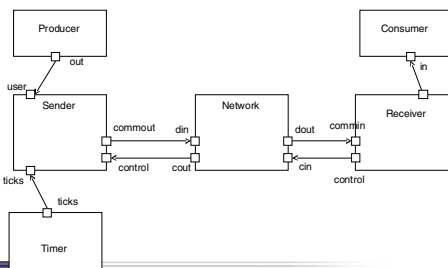 Producer
Consumer
out
in
user
Sender
Network
Receiver
commout
din
dout
commin
control
cout
cin
control
ticks
ticks
Timer